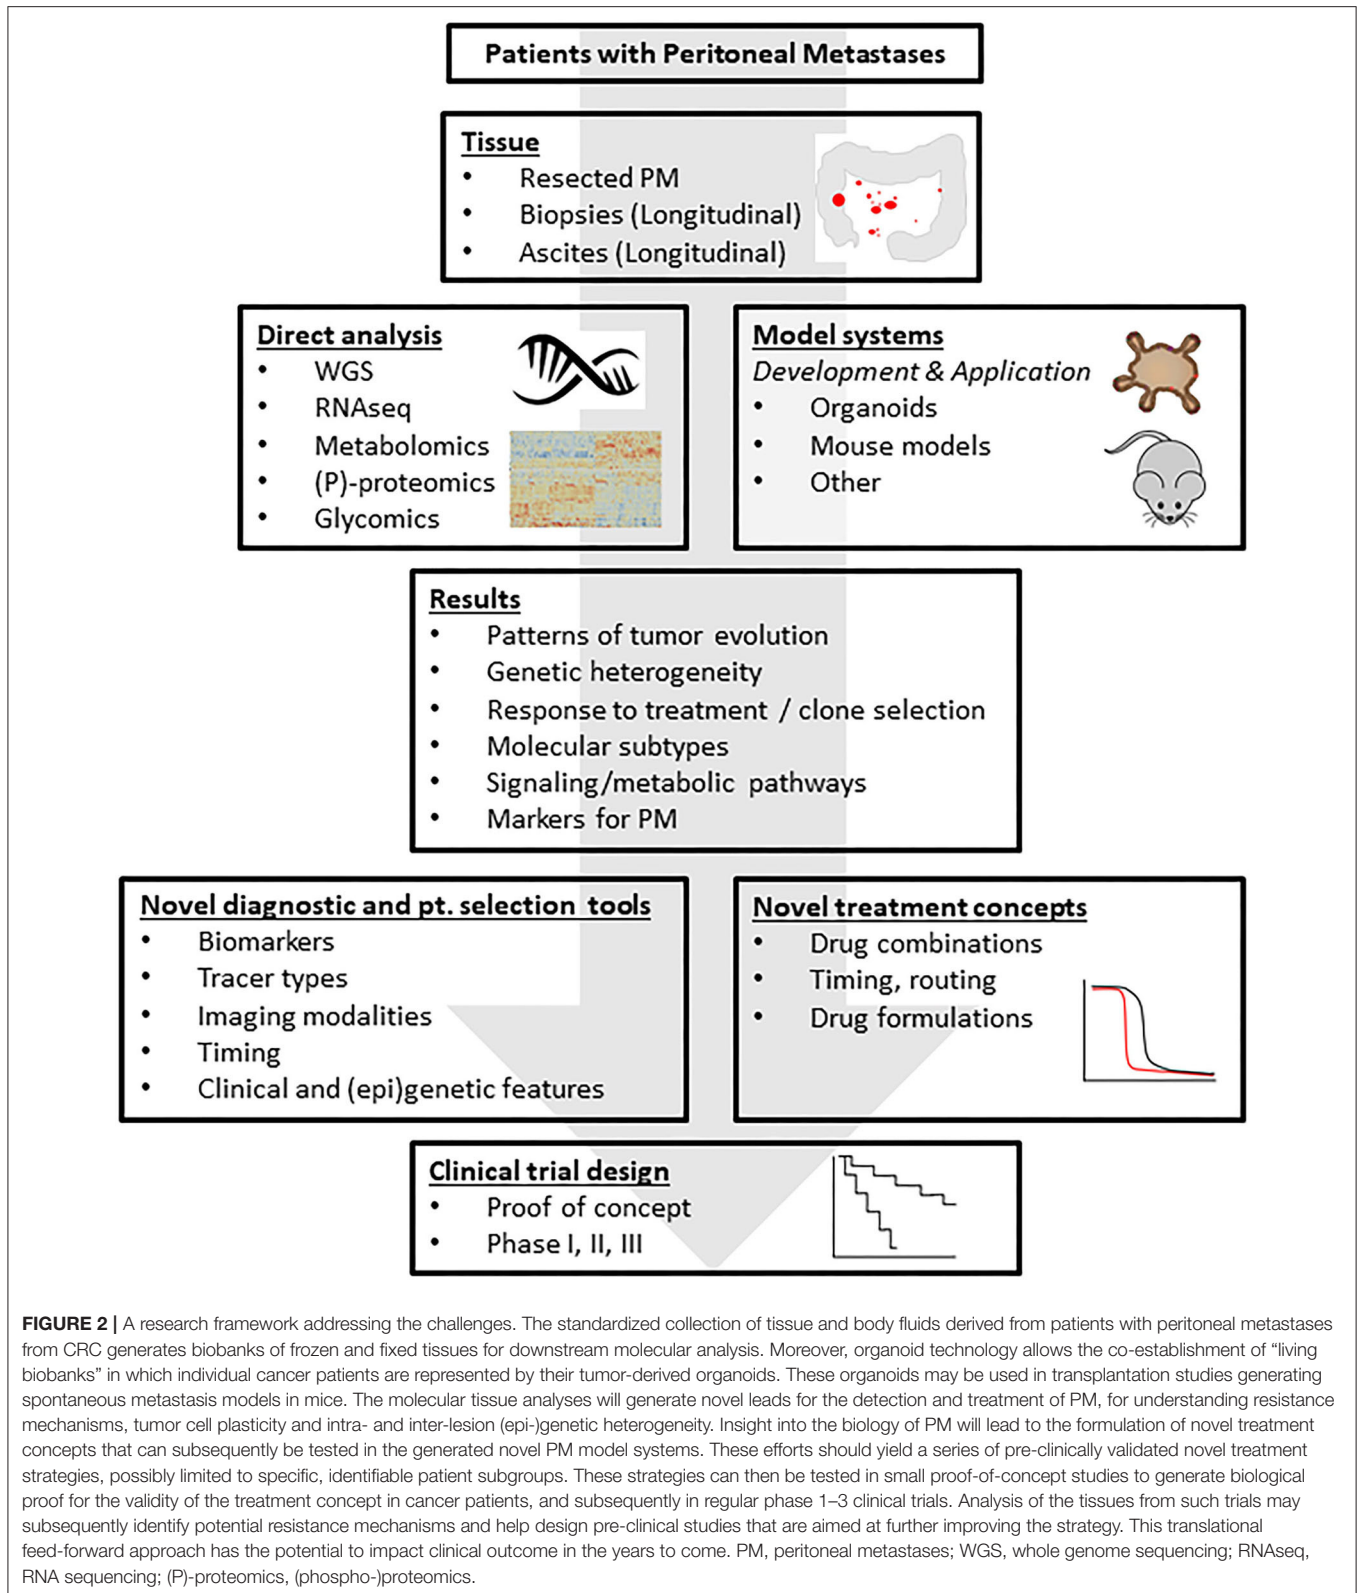 Patients with Peritoneal Metastases
Tissue
• Resected PM
• Biopsies (Longitudinal)
• Ascites (Longitudinal)
Direct analysis
• WGS
• RNAseq
• Metabolomics
• (P)-proteomics
• Glycomics
Model systems
Development & Application
• Organoids
• Mouse models
• Other
Results
• Patterns of tumor evolution
• Genetic heterogeneity
• Response to treatment / clone selection
• Molecular subtypes
• Signaling/metabolic pathways
• Markers for PM
Novel diagnostic and pt. selection tools
• Biomarkers
• Tracer types
• Imaging modalities
• Timing
• Clinical and (epi)genetic features
Novel treatment concepts
• Drug combinations
• Timing, routing
• Drug formulations
Clinical trial design
• Proof of concept
• Phase I, II, III
FIGURE 2 | A research framework addressing the challenges. The standardized collection of tissue and body fluids derived from patients with peritoneal metastases
from CRC generates biobanks of frozen and fixed tissues for downstream molecular analysis. Moreover, organoid technology allows the co-establishment of “living
biobanks” in which individual cancer patients are represented by their tumor-derived organoids. These organoids may be used in transplantation studies generating
spontaneous metastasis models in mice. The molecular tissue analyses will generate novel leads for the detection and treatment of PM, for understanding resistance
mechanisms, tumor cell plasticity and intra- and inter-lesion (epi-)genetic heterogeneity. Insight into the biology of PM will lead to the formulation of novel treatment
concepts that can subsequently be tested in the generated novel PM model systems. These efforts should yield a series of pre-clinically validated novel treatment
strategies, possibly limited to specific, identifiable patient subgroups. These strategies can then be tested in small proof-of-concept studies to generate biological
proof for the validity of the treatment concept in cancer patients, and subsequently in regular phase 1–3 clinical trials. Analysis of the tissues from such trials may
subsequently identify potential resistance mechanisms and help design pre-clinical studies that are aimed at further improving the strategy. This translational
feed-forward approach has the potential to impact clinical outcome in the years to come. PM, peritoneal metastases; WGS, whole genome sequencing; RNAseq,
RNA sequencing; (P)-proteomics, (phospho-)proteomics.